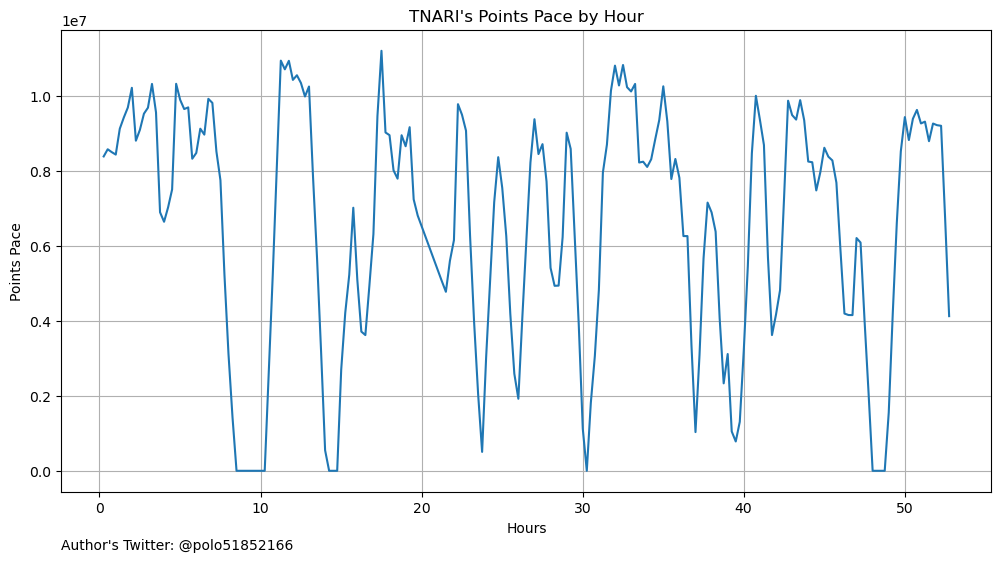 TNARI's Points Pace by Hour
1e7
1.0
0.8
0.6
0.4
0.2
0.0
Points Pace
0 10 20 30 40 50
Hours
Author's Twitter: @polo51852166